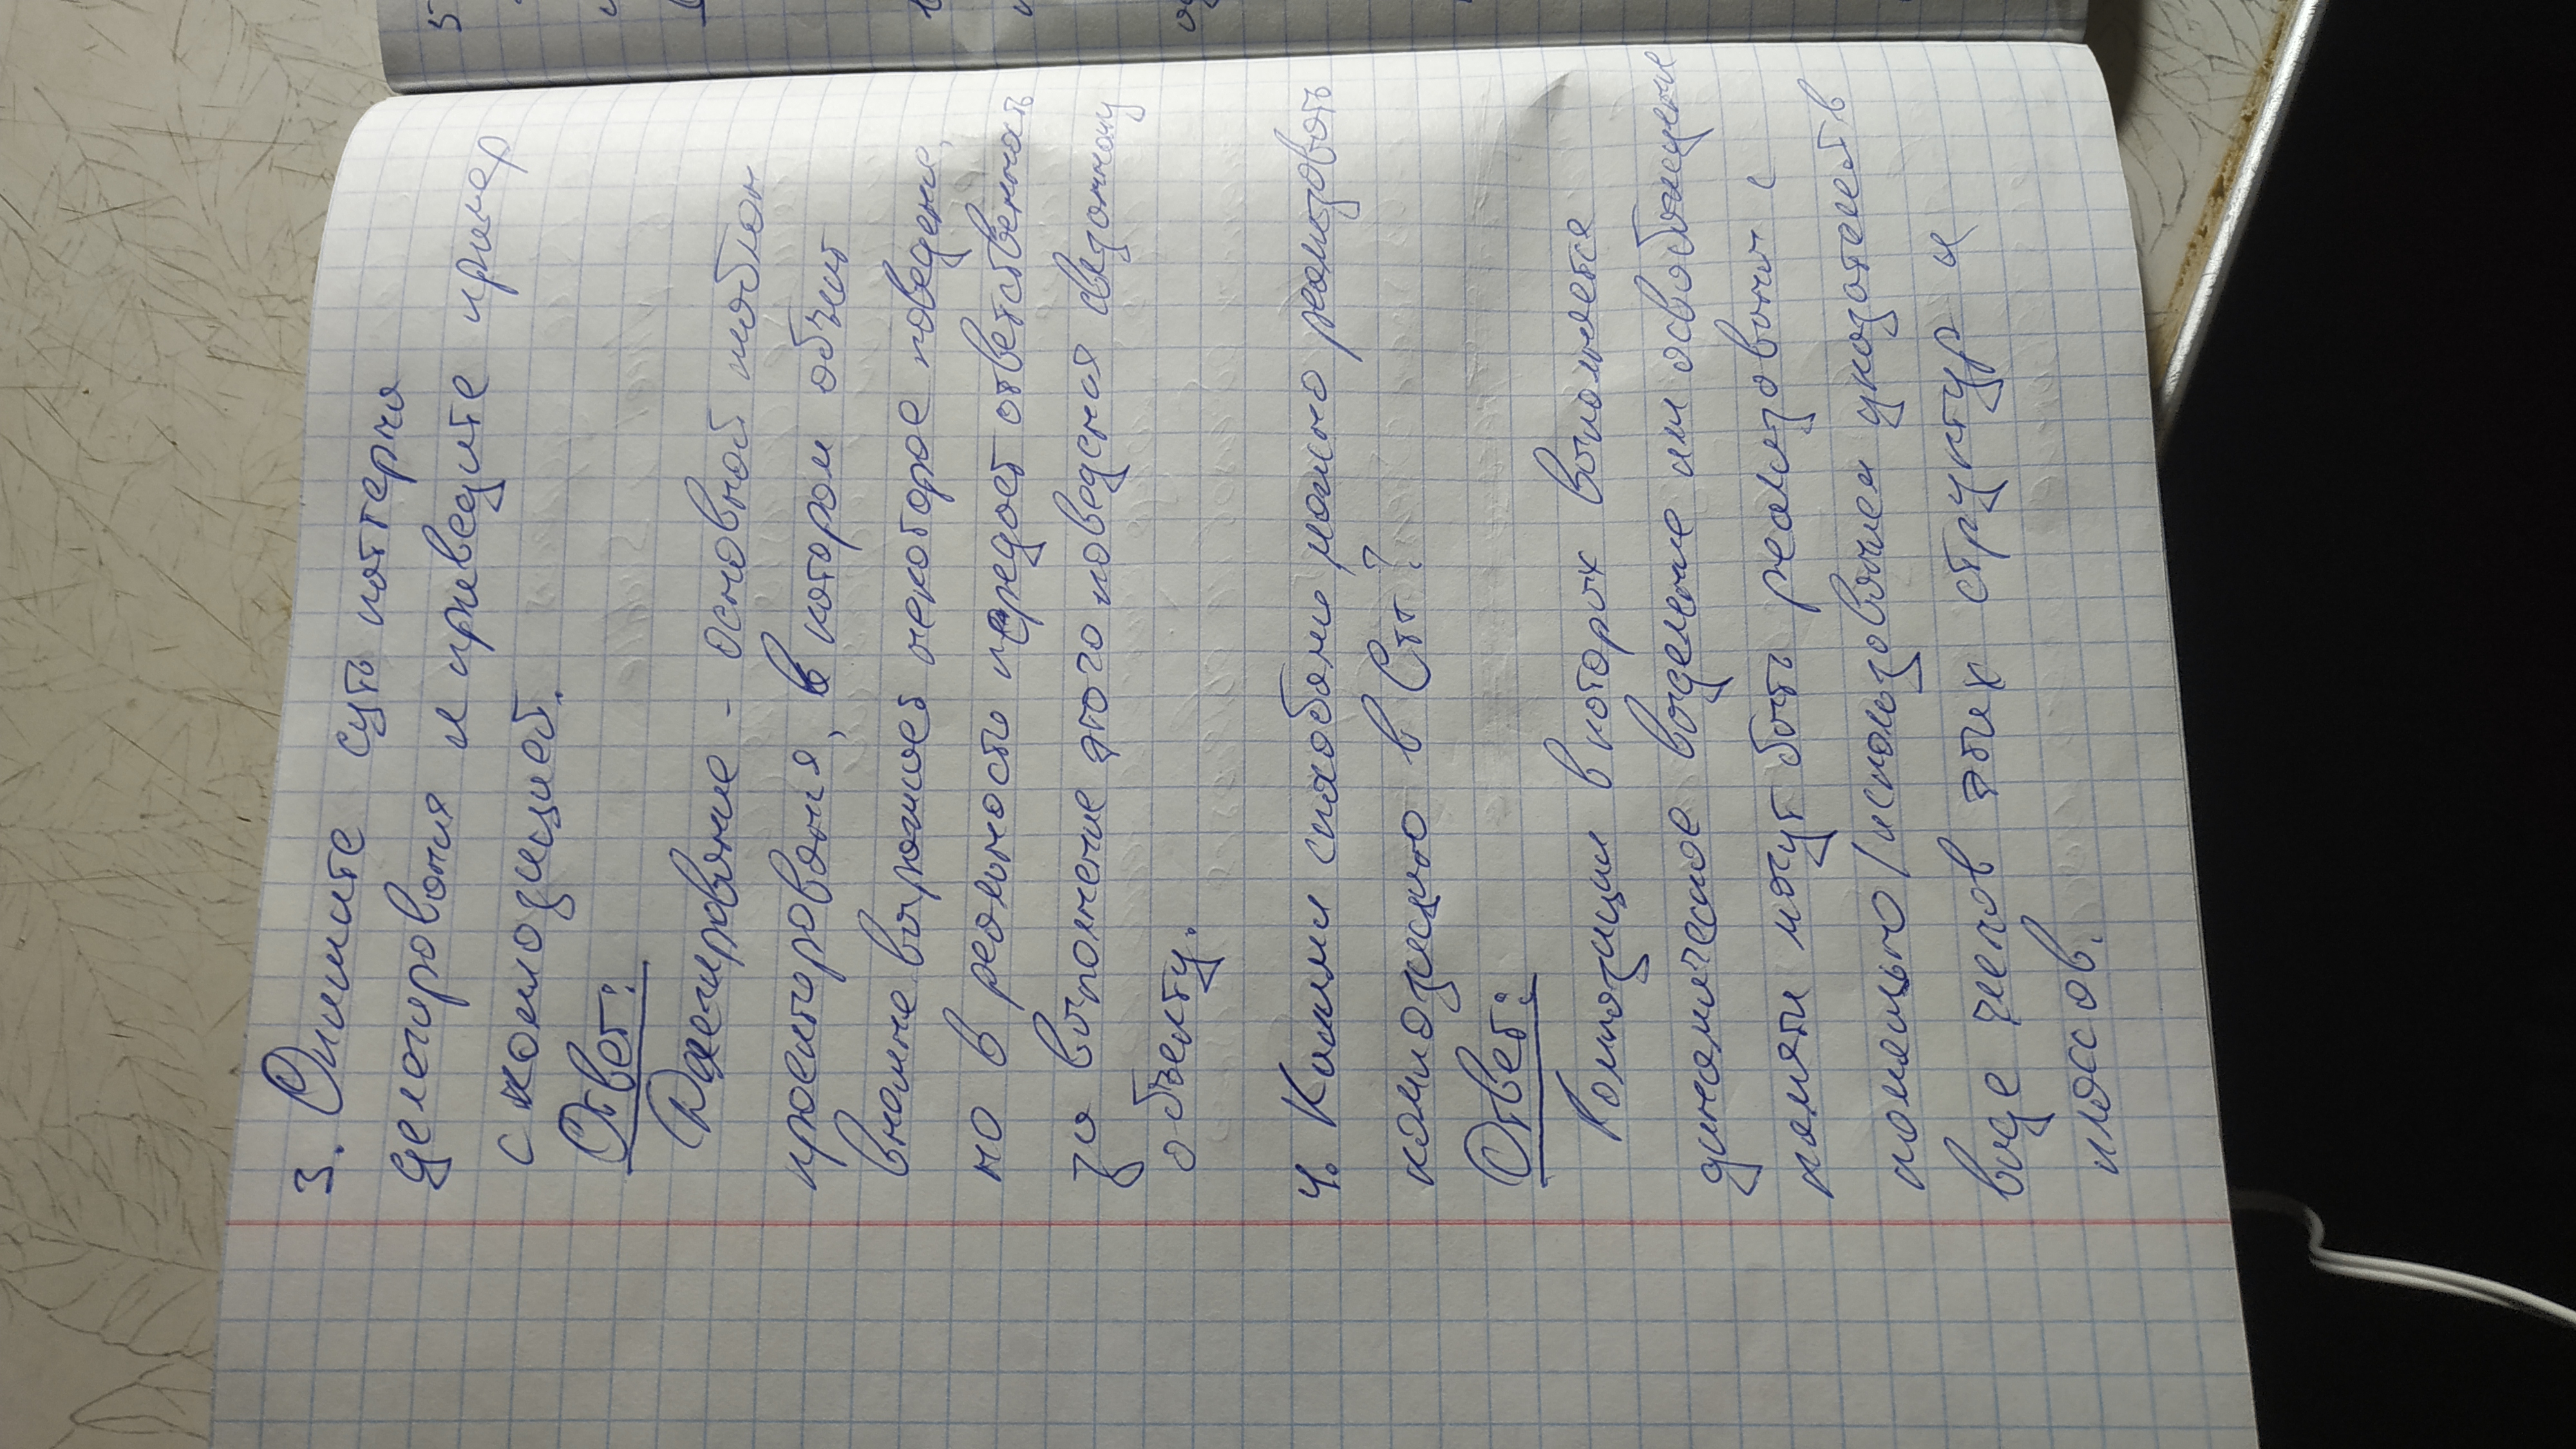 3. Опишите суть паттерна
делегирования и приведите пример
с композицией.
Ответ:
Делегирование - основной шаблон
проектирования, в котором объект
внешне выражает некоторое поведение,
но в реальности передает ответственность
за выполнение этого поведения связанному
объекту.
4. Какими способами можно реализовать
композицию в C++?
Ответ:
Композиции в которых выполняется
динамическое выделение или освобождение
памяти могут быть реализованы с
помощью/использованием указателей в
виде членов этих структур и
классов.
5